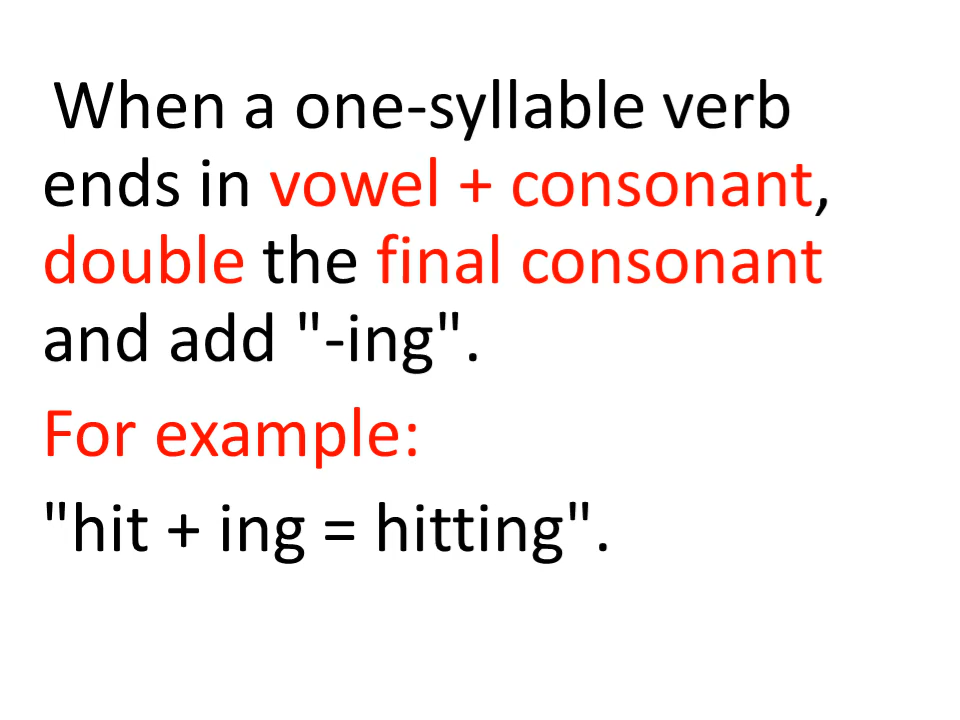 When a one-syllable verb
ends in vowel + consonant,
double the final consonant
and add "-ing".
For example:
"hit + ing = hitting".